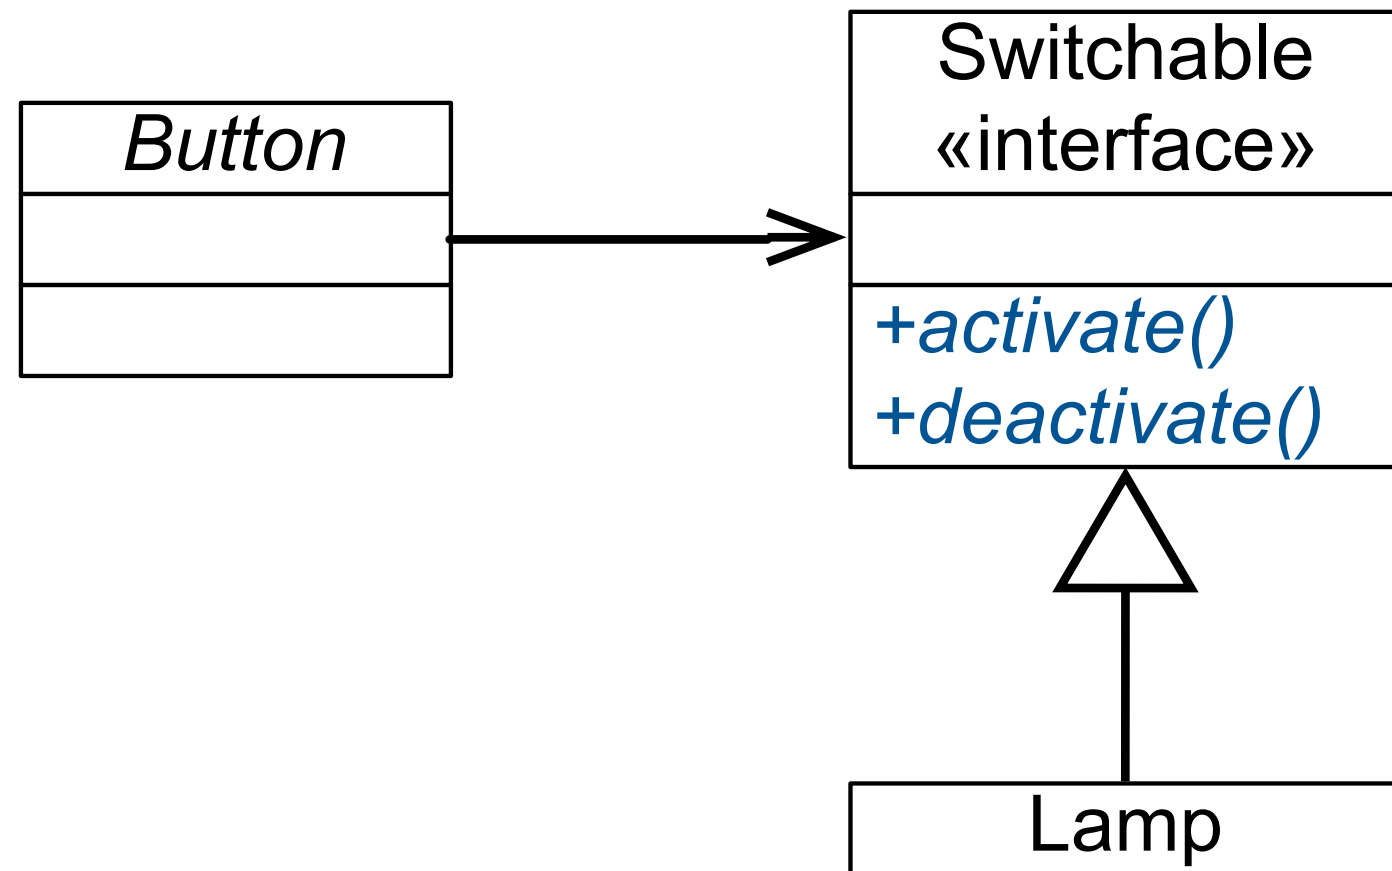 Button
Switchable
«interface»
+activate()
+deactivate()
Lamp